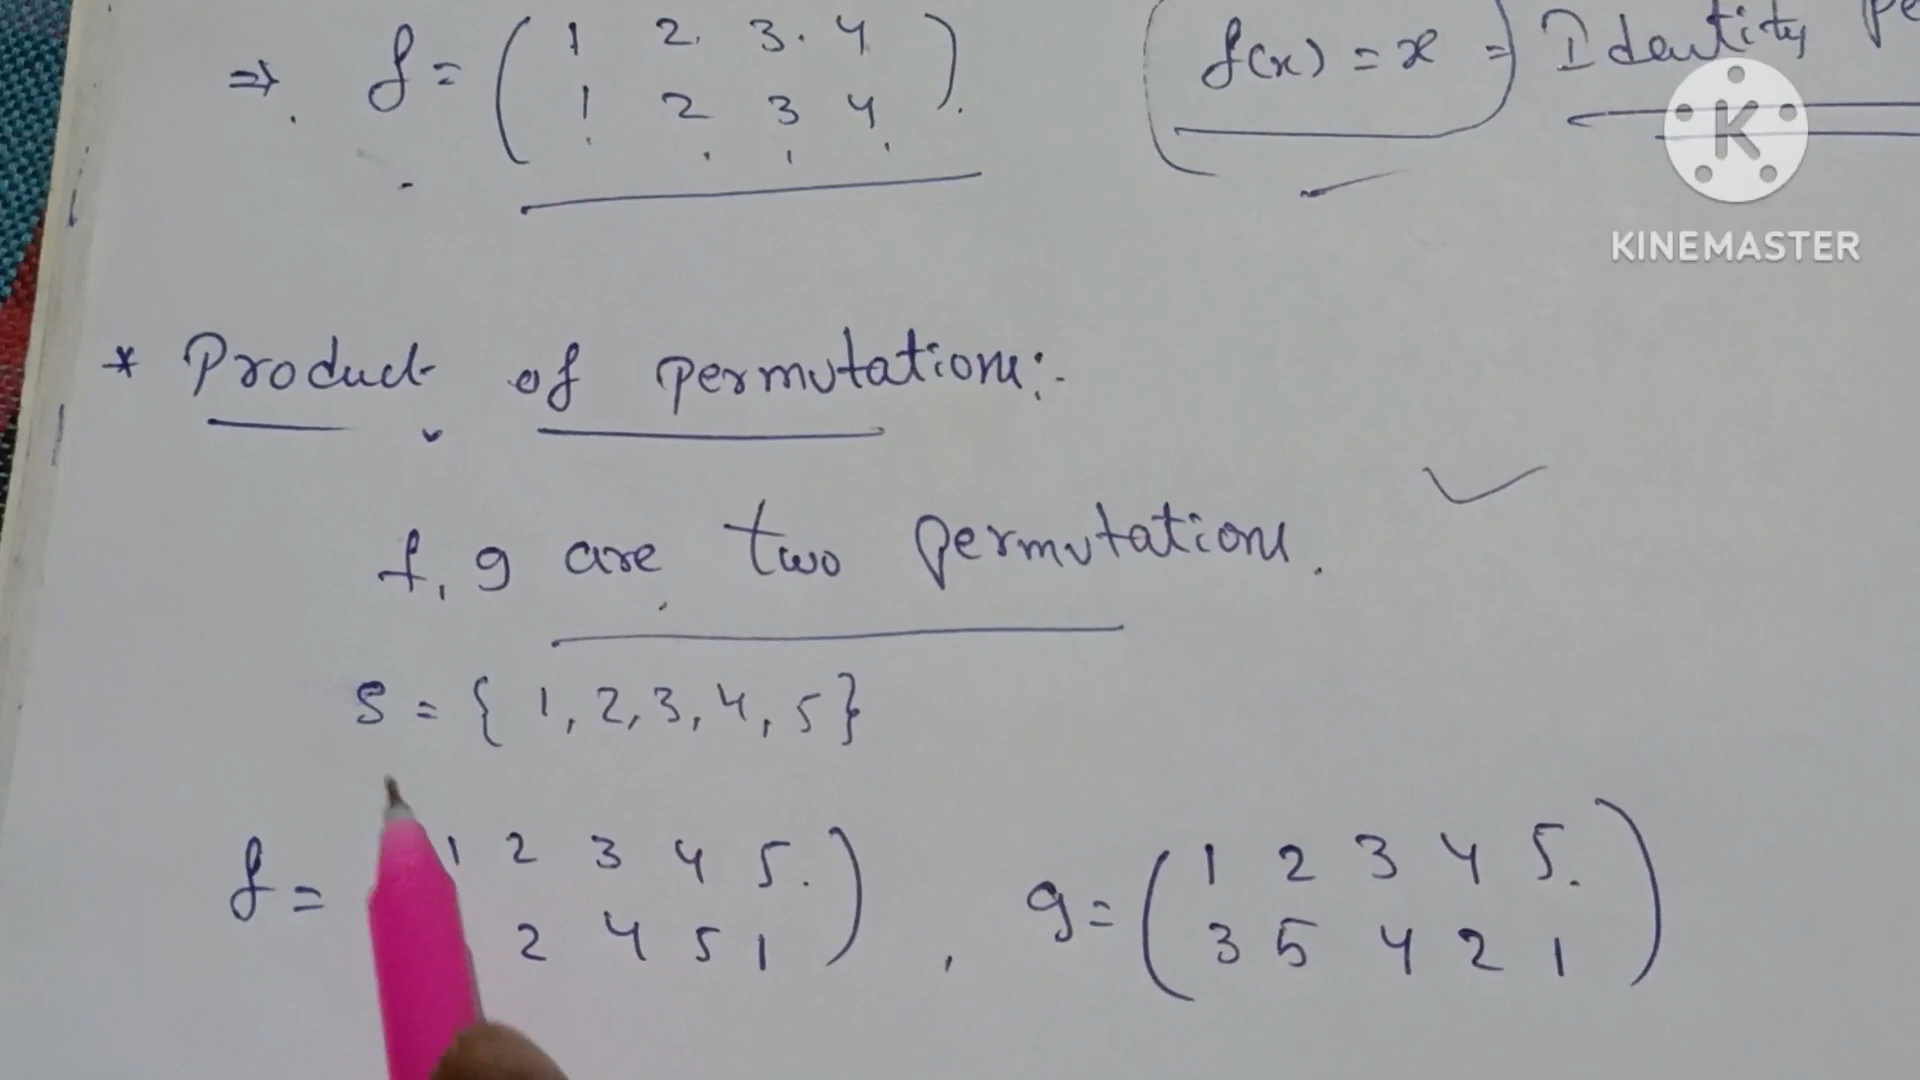 ⇒ f = ( 1 2 3 4 ) f(x) = x = Identity
1 2 3 4
KINEMASTER
* Product of permutations:-
f, g are two permutations.
S = { 1, 2, 3, 4, 5 }
f = 1 2 3 4 5 ) , g = ( 1 2 3 4 5 )
2 4 5 1 3 5 4 2 1